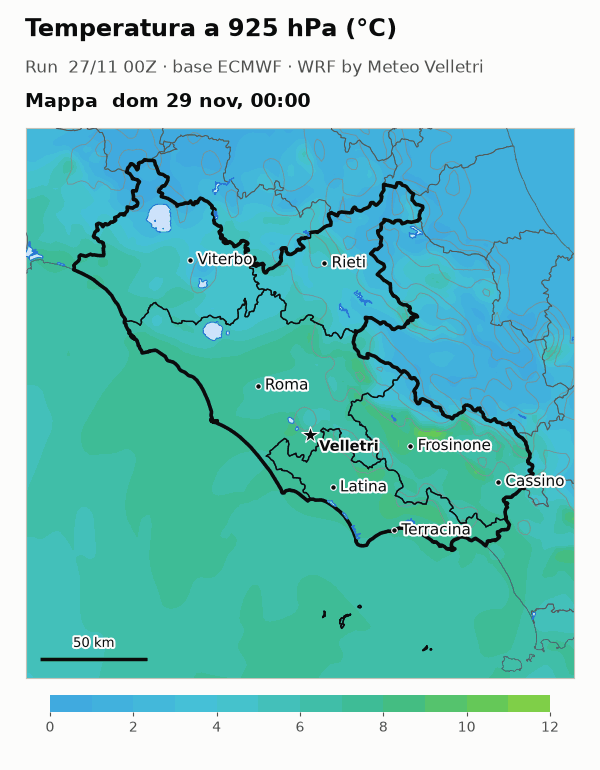 Temperatura a 925 hPa (°C)
Run  27/11 00Z · base ECMWF · WRF by Meteo Velletri
Mappa  dom 29 nov, 00:00
Viterbo
Rieti
Roma
Velletri
Frosinone
Latina
Cassino
Terracina
50 km
0 2 4 6 8 10 12